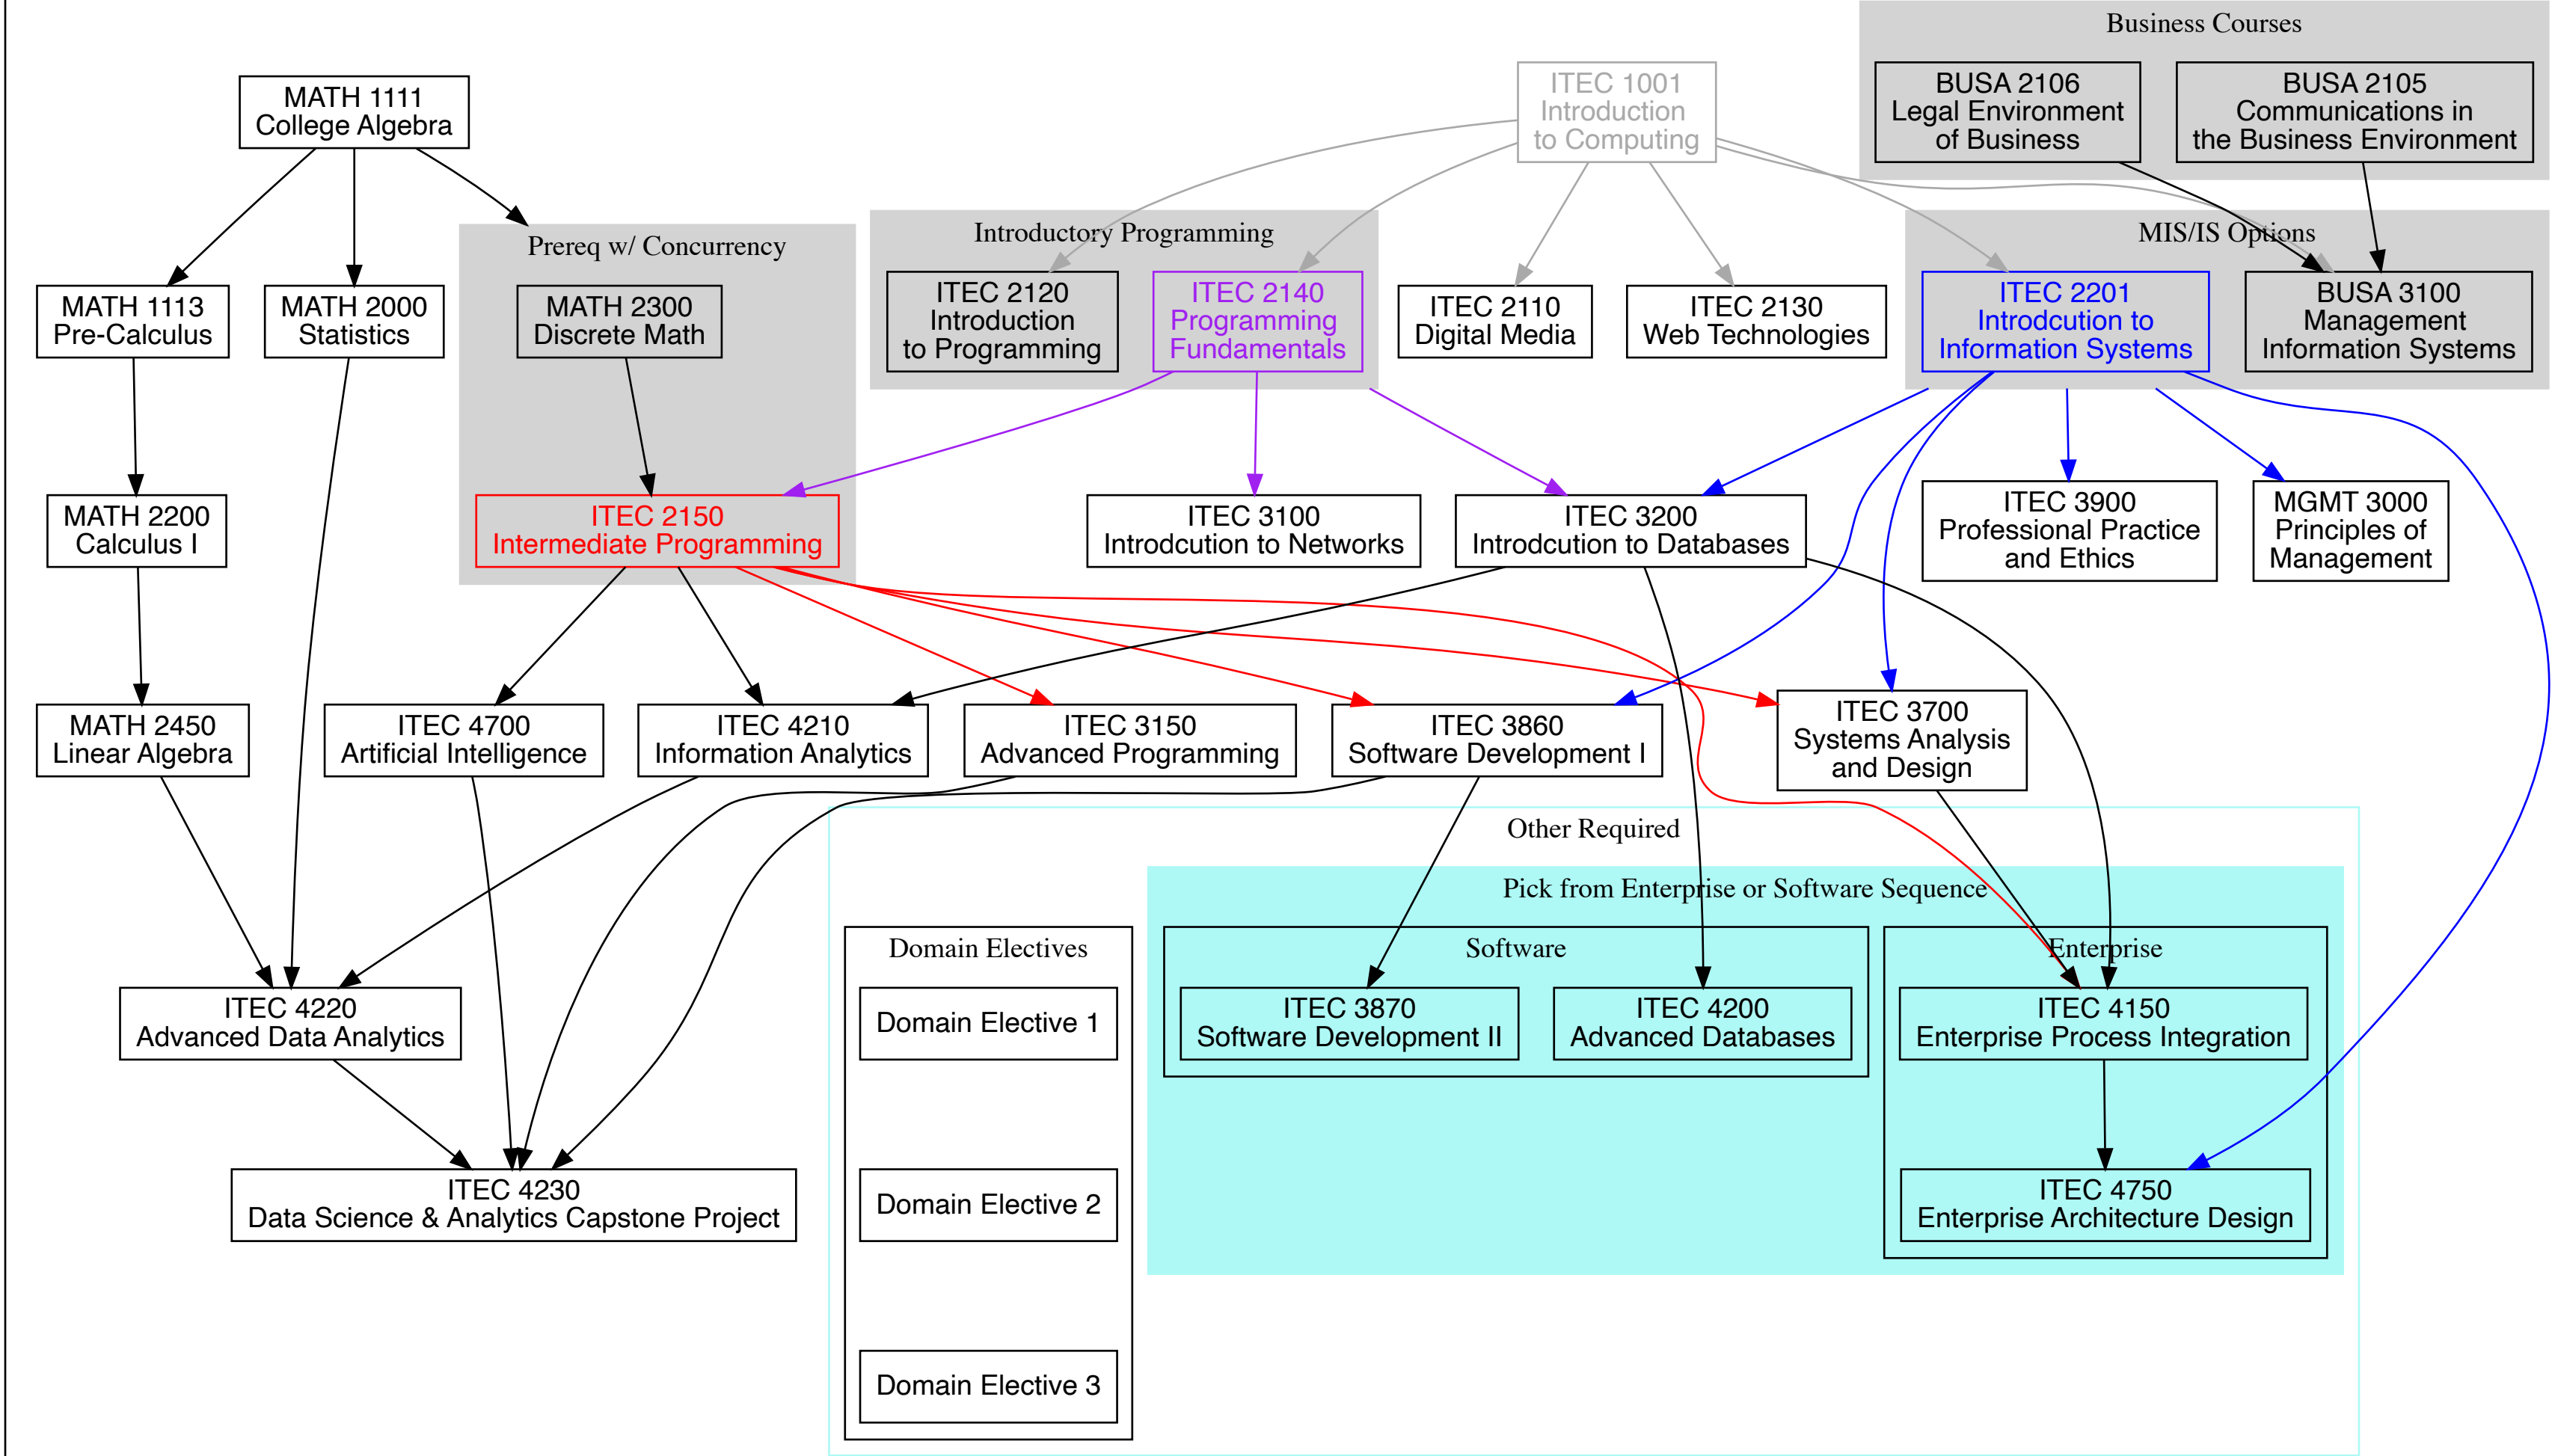 Business Courses
MATH 1111
College Algebra
ITEC 1001
Introduction
to Computing
BUSA 2106
Legal Environment
of Business
BUSA 2105
Communications in
the Business Environment
Prereq w/ Concurrency
Introductory Programming
MIS/IS Options
MATH 1113
Pre-Calculus
MATH 2000
Statistics
MATH 2300
Discrete Math
ITEC 2120
Introduction
to Programming
ITEC 2140
Programming
Fundamentals
ITEC 2110
Digital Media
ITEC 2130
Web Technologies
ITEC 2201
Introdcution to
Information Systems
BUSA 3100
Management
Information Systems
MATH 2200
Calculus I
ITEC 2150
Intermediate Programming
ITEC 3100
Introdcution to Networks
ITEC 3200
Introdcution to Databases
ITEC 3900
Professional Practice
and Ethics
MGMT 3000
Principles of
Management
MATH 2450
Linear Algebra
ITEC 4700
Artificial Intelligence
ITEC 4210
Information Analytics
ITEC 3150
Advanced Programming
ITEC 3860
Software Development I
ITEC 3700
Systems Analysis
and Design
Other Required
Pick from Enterprise or Software Sequence
Domain Electives
Software
Enterprise
ITEC 4220
Advanced Data Analytics
Domain Elective 1
ITEC 3870
Software Development II
ITEC 4200
Advanced Databases
ITEC 4150
Enterprise Process Integration
ITEC 4230
Data Science & Analytics Capstone Project
Domain Elective 2
ITEC 4750
Enterprise Architecture Design
Domain Elective 3